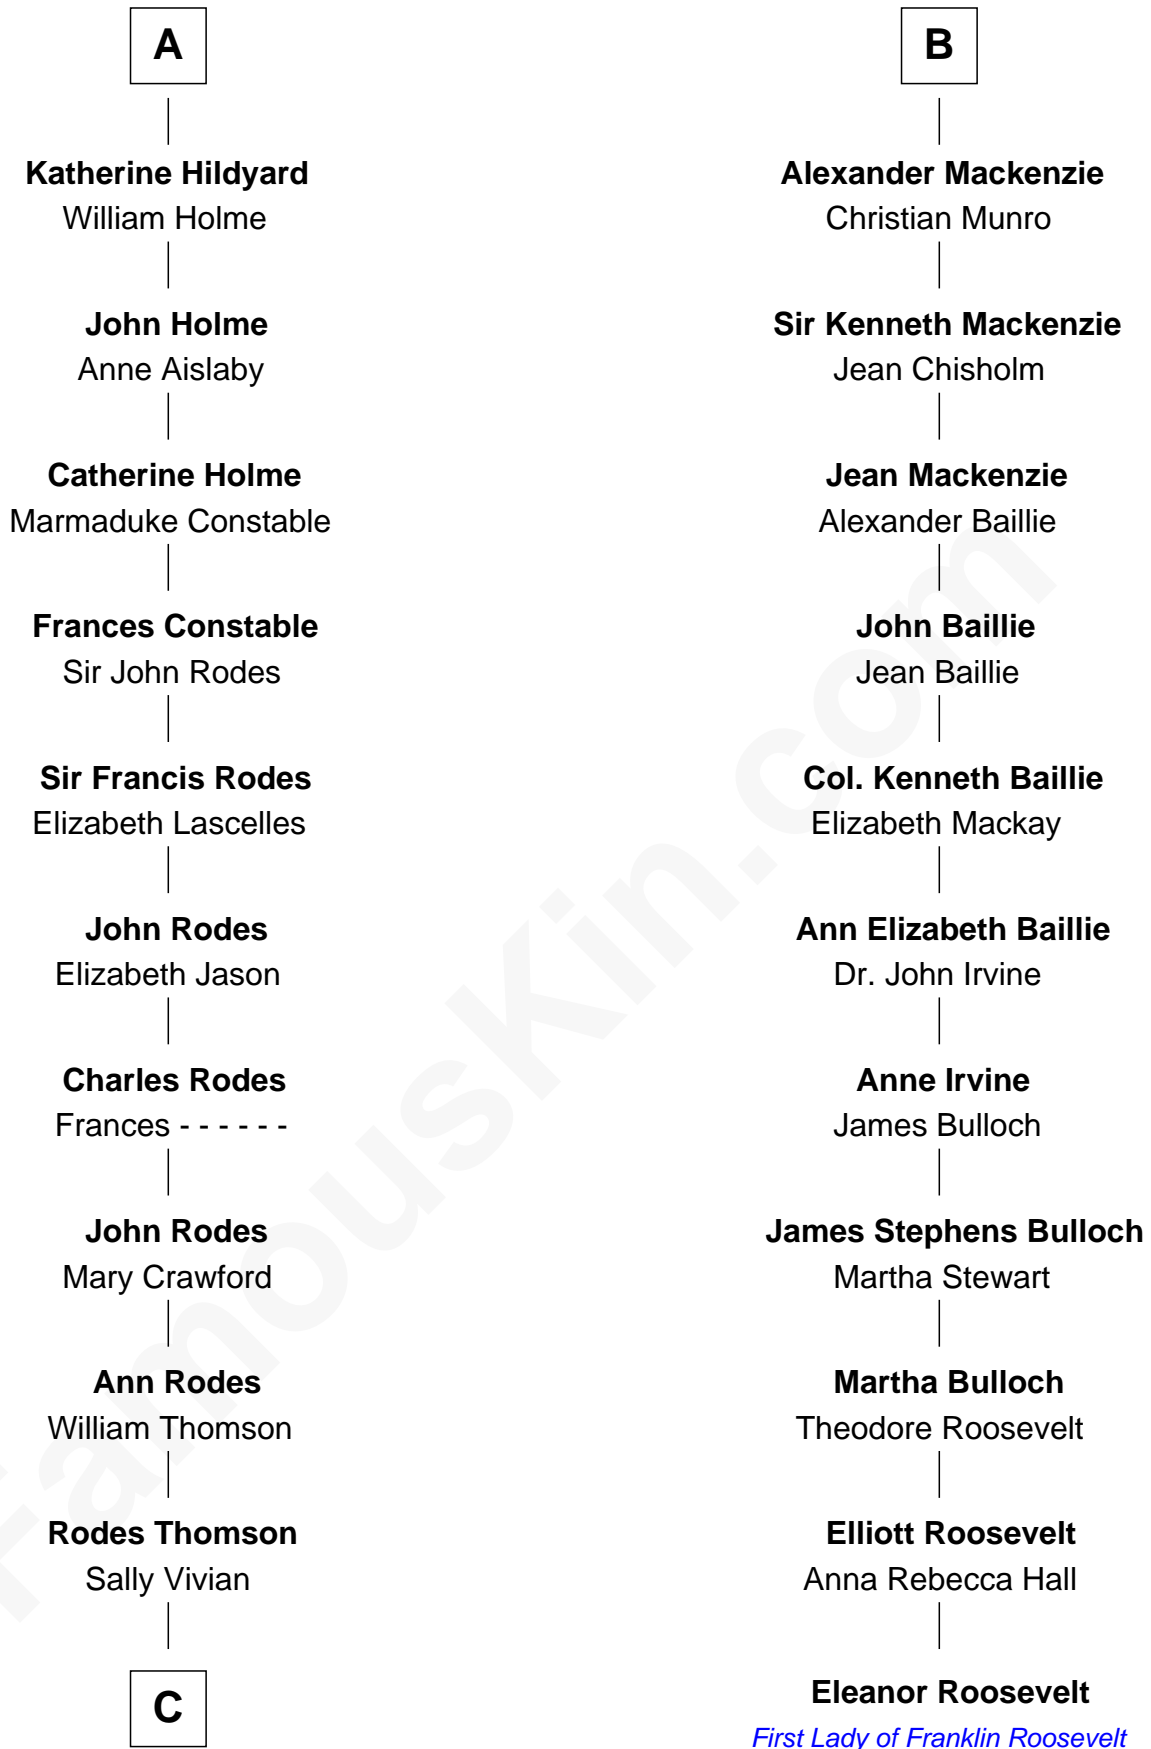 A
Katherine Hildyard
William Holme
John Holme
Anne Aislaby
Catherine Holme
Marmaduke Constable
Frances Constable
Sir John Rodes
Sir Francis Rodes
Elizabeth Lascelles
John Rodes
Elizabeth Jason
Charles Rodes
Frances - - - - - -
John Rodes
Mary Crawford
Ann Rodes
William Thomson
Rodes Thomson
Sally Vivian
C
B
Alexander Mackenzie
Christian Munro
Sir Kenneth Mackenzie
Jean Chisholm
Jean Mackenzie
Alexander Baillie
John Baillie
Jean Baillie
Col. Kenneth Baillie
Elizabeth Mackay
Ann Elizabeth Baillie
Dr. John Irvine
Anne Irvine
James Bulloch
James Stephens Bulloch
Martha Stewart
Martha Bulloch
Theodore Roosevelt
Elliott Roosevelt
Anna Rebecca Hall
Eleanor Roosevelt
First Lady of Franklin Roosevelt
FamousKin.com